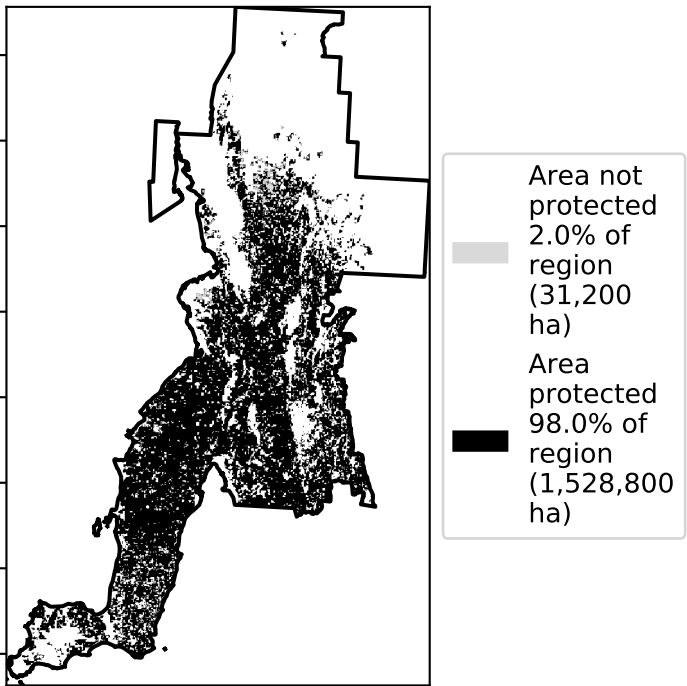 Area not
protected
2.0% of
region
(31,200
ha)
Area
protected
98.0% of
region
(1,528,800
ha)